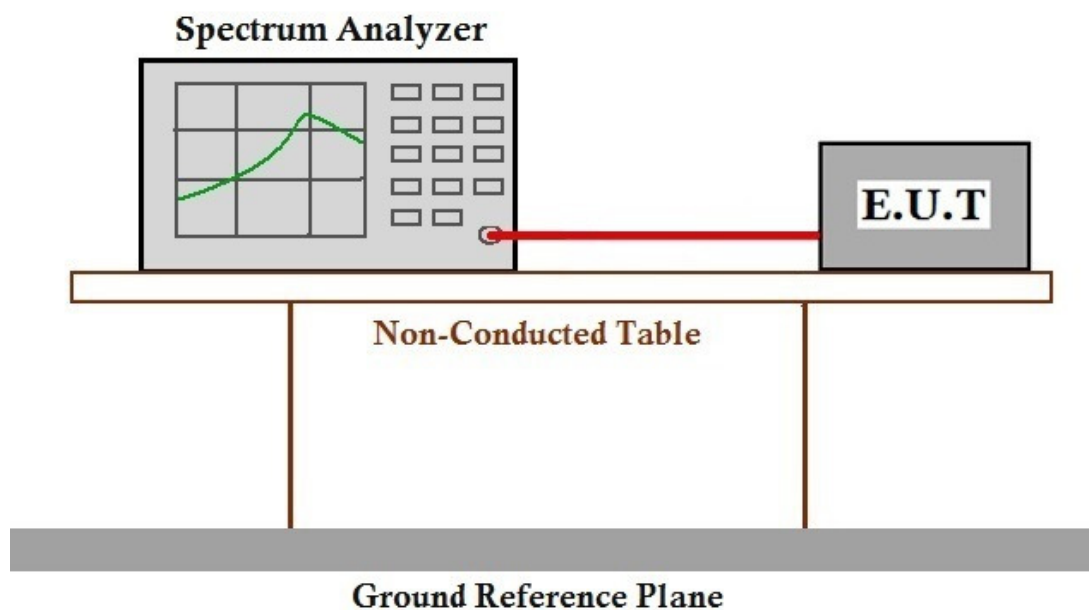 Spectrum Analyzer
E.U.T
Non-Conducted Table
Ground Reference Plane